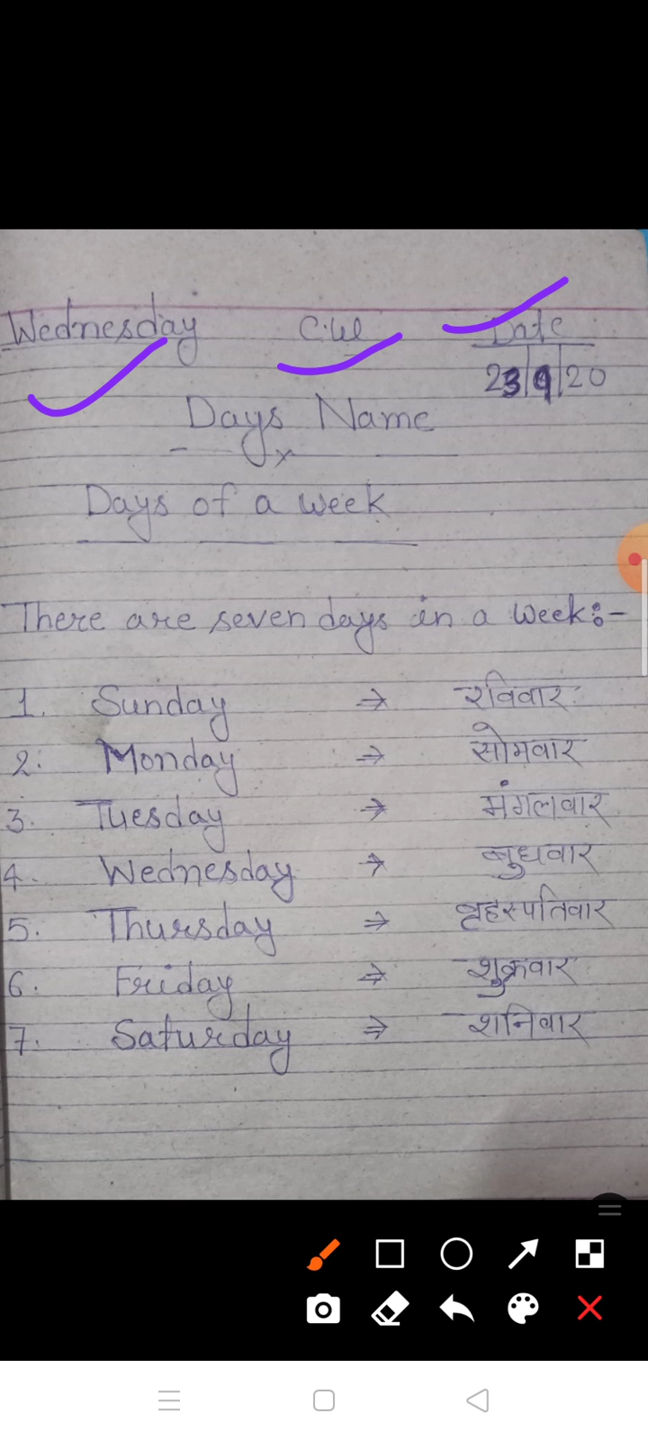 Wednesday C.W Date
23|9|20
Days Name
Days of a week
There are seven days in a week:-
1. Sunday → रविवार
2. Monday → सोमवार
3. Tuesday → मंगलवार
4. Wednesday → बुधवार
5. Thursday ⇒ बृहस्पतिवार
6. Friday ⇒ शुक्रवार
7. Saturday ⇒ शनिवार